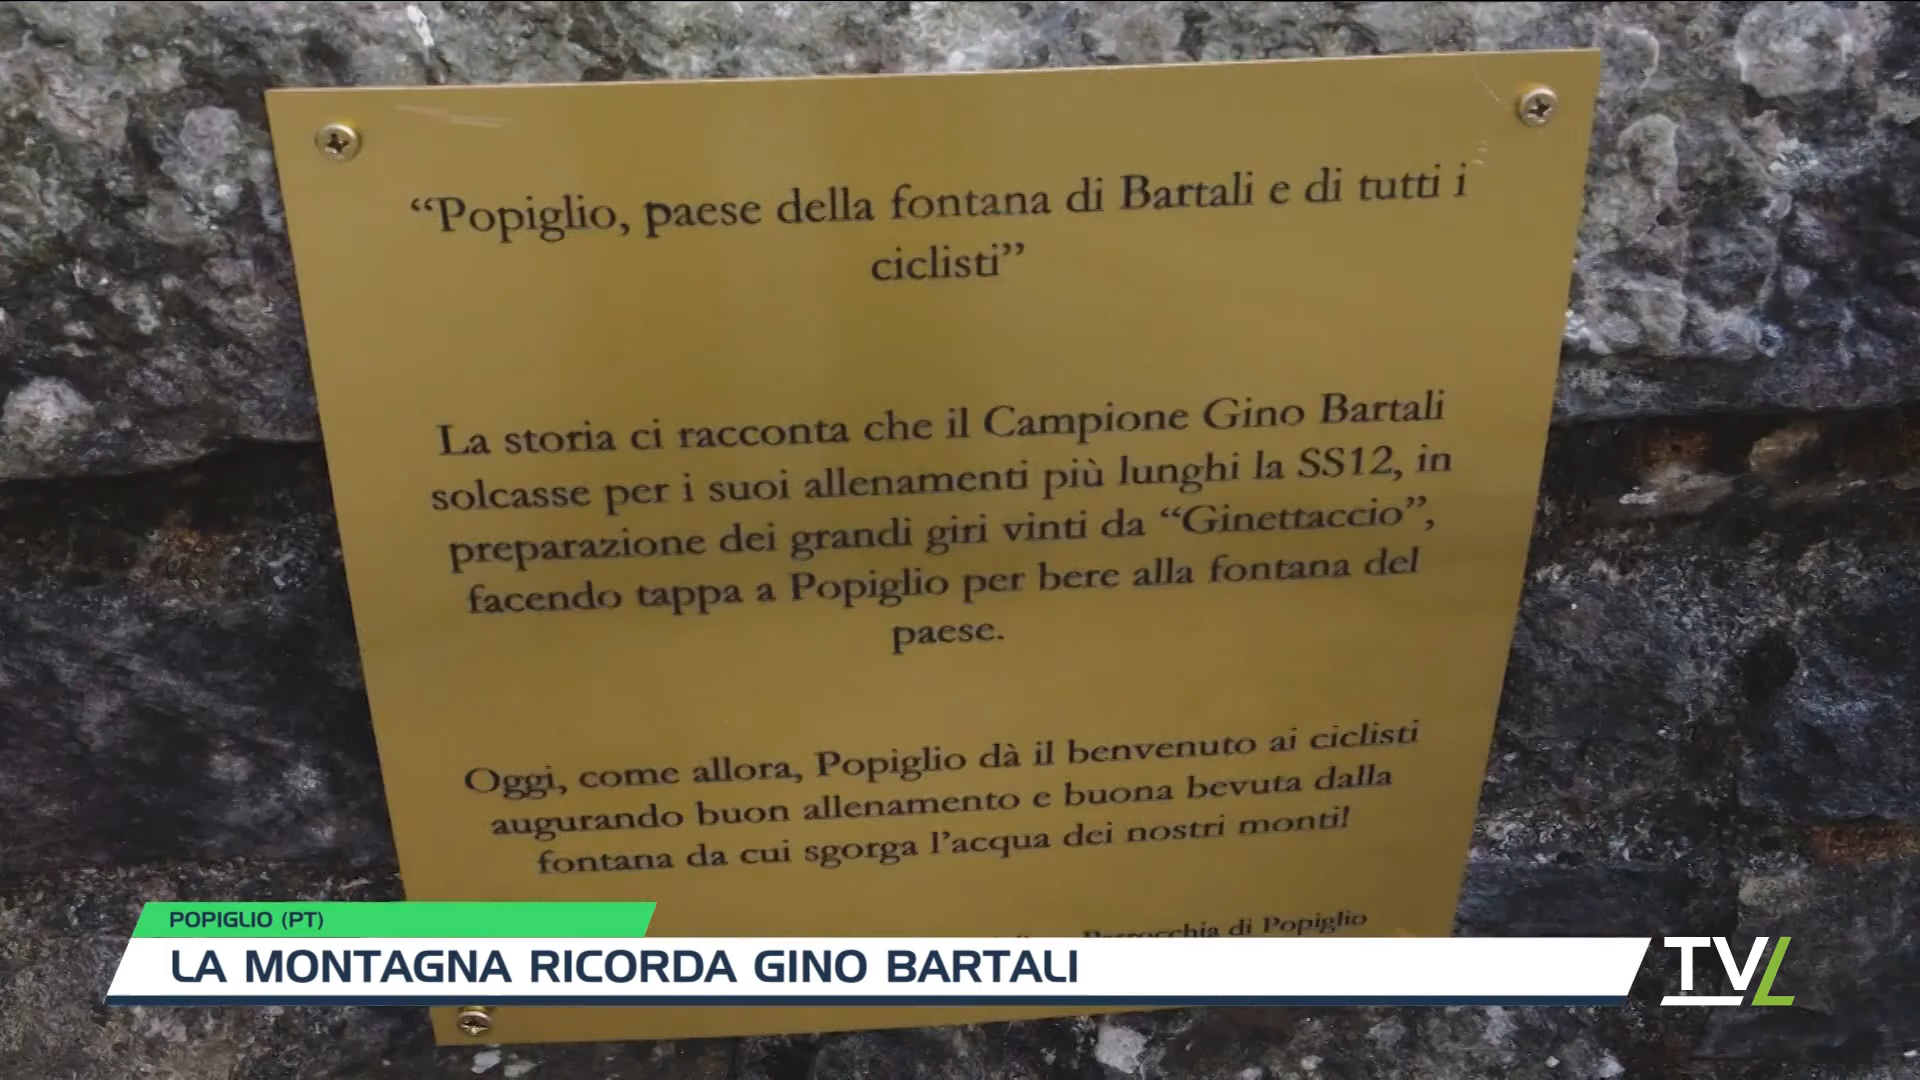 “Popiglio, paese della fontana di Bartali e di tutti i
ciclisti”
La storia ci racconta che il Campione Gino Bartali
solcasse per i suoi allenamenti più lunghi la SS12, in
preparazione dei grandi giri vinti da “Ginettaccio”,
facendo tappa a Popiglio per bere alla fontana del
paese.
Oggi, come allora, Popiglio dà il benvenuto ai ciclisti
augurando buon allenamento e buona bevuta dalla
fontana da cui sgorga l’acqua dei nostri monti!
Parrocchia di Popiglio
POPIGLIO (PT)
LA MONTAGNA RICORDA GINO BARTALI
TVL